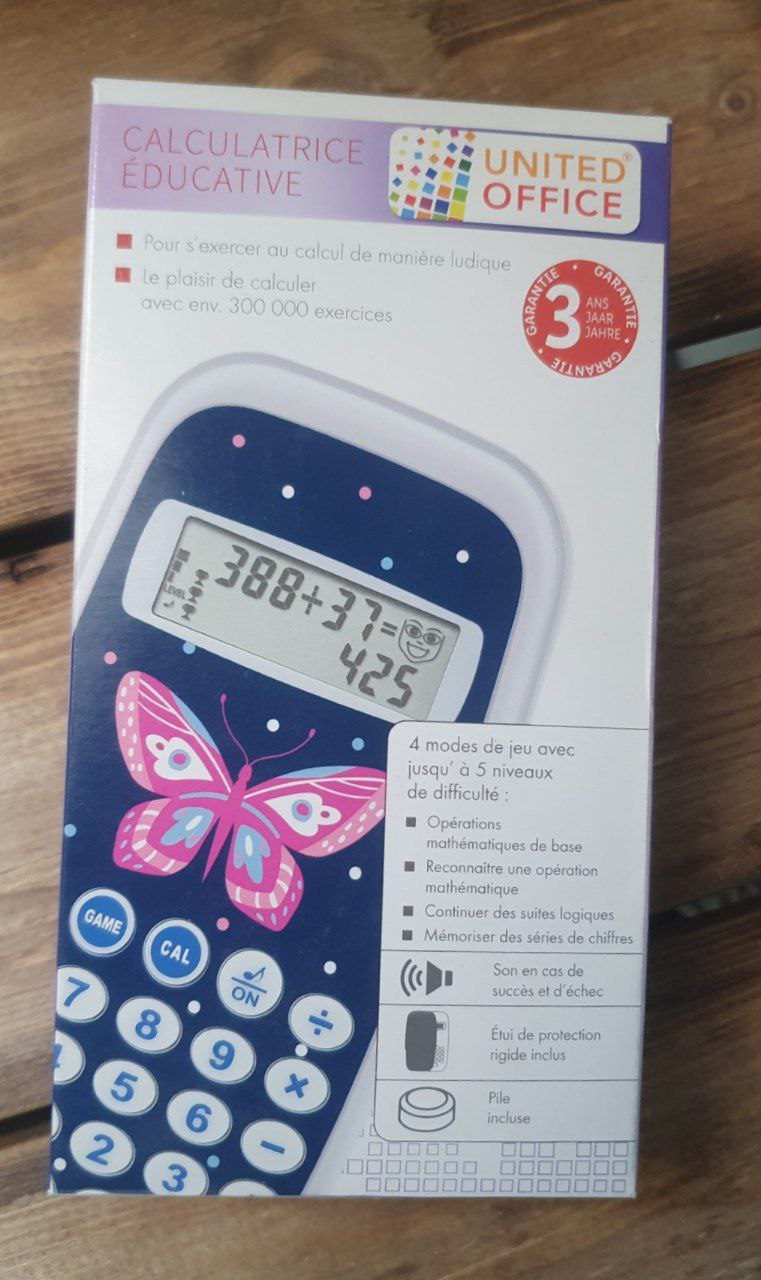 CALCULATRICE
ÉDUCATIVE
UNITED®
OFFICE
Pour s'exercer au calcul de manière ludique
Le plaisir de calculer
avec env. 300 000 exercices
GARANTIE • GARANTIE • GARANTIE •
3
ANS
JAAR
JAHRE
LEVEL
388+37=
425
4 modes de jeu avec
jusqu' à 5 niveaux
de difficulté :
Opérations
mathématiques de base
Reconnaître une opération
mathématique
Continuer des suites logiques
Mémoriser des séries de chiffres
Son en cas de
succès et d'échec
Étui de protection
rigide inclus
Pile
incluse
GAME
CAL
ON
7
8
9
÷
4
5
6
×
2
3
−